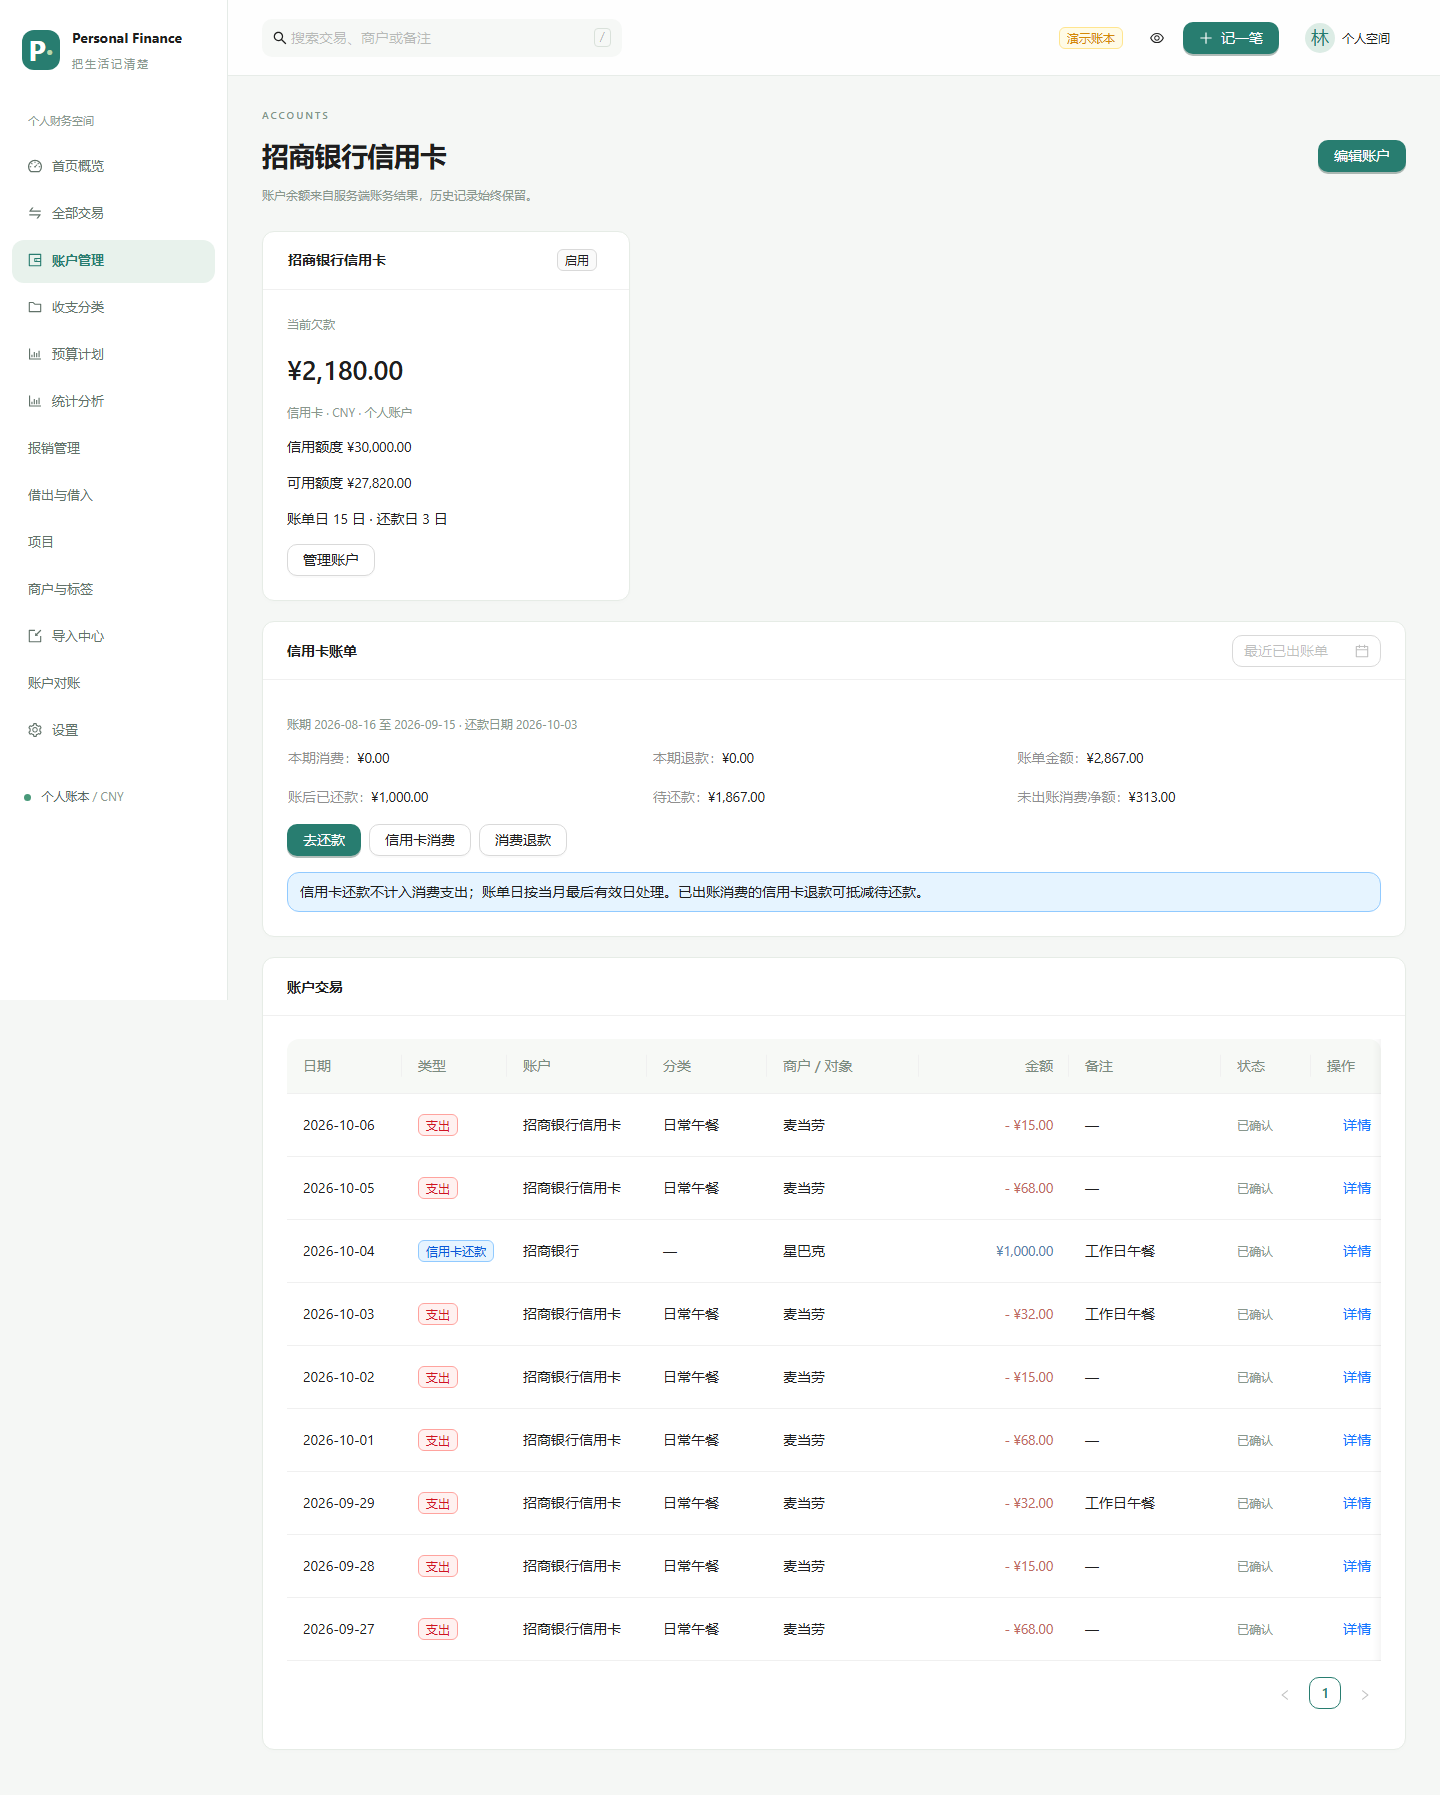 P.
Personal Finance
把生活记清楚
搜索交易、商户或备注
/
演示账本
记一笔
林
个人空间
个人财务空间
首页概览
全部交易
账户管理
收支分类
预算计划
统计分析
报销管理
借出与借入
项目
商户与标签
导入中心
账户对账
设置
个人账本 / CNY
ACCOUNTS
招商银行信用卡
账户余额来自服务端账务结果，历史记录始终保留。
编辑账户
招商银行信用卡 启用
当前欠款
¥2,180.00
信用卡 · CNY · 个人账户
信用额度 ¥30,000.00
可用额度 ¥27,820.00
账单日 15 日 · 还款日 3 日
管理账户
信用卡账单 最近已出账单
账期 2026-08-16 至 2026-09-15 · 还款日期 2026-10-03
本期消费： ¥0.00 本期退款： ¥0.00 账单金额： ¥2,867.00
账后已还款： ¥1,000.00 待还款： ¥1,867.00 未出账消费净额： ¥313.00
去还款 信用卡消费 消费退款
信用卡还款不计入消费支出；账单日按当月最后有效日处理。已出账消费的信用卡退款可抵减待还款。
账户交易
日期 类型 账户 分类 商户 / 对象 金额 备注 状态 操作
2026-10-06 支出 招商银行信用卡 日常午餐 麦当劳 - ¥15.00 — 已确认 详情
2026-10-05 支出 招商银行信用卡 日常午餐 麦当劳 - ¥68.00 — 已确认 详情
2026-10-04 信用卡还款 招商银行 — 星巴克 ¥1,000.00 工作日午餐 已确认 详情
2026-10-03 支出 招商银行信用卡 日常午餐 麦当劳 - ¥32.00 工作日午餐 已确认 详情
2026-10-02 支出 招商银行信用卡 日常午餐 麦当劳 - ¥15.00 — 已确认 详情
2026-10-01 支出 招商银行信用卡 日常午餐 麦当劳 - ¥68.00 — 已确认 详情
2026-09-29 支出 招商银行信用卡 日常午餐 麦当劳 - ¥32.00 工作日午餐 已确认 详情
2026-09-28 支出 招商银行信用卡 日常午餐 麦当劳 - ¥15.00 — 已确认 详情
2026-09-27 支出 招商银行信用卡 日常午餐 麦当劳 - ¥68.00 — 已确认 详情
1